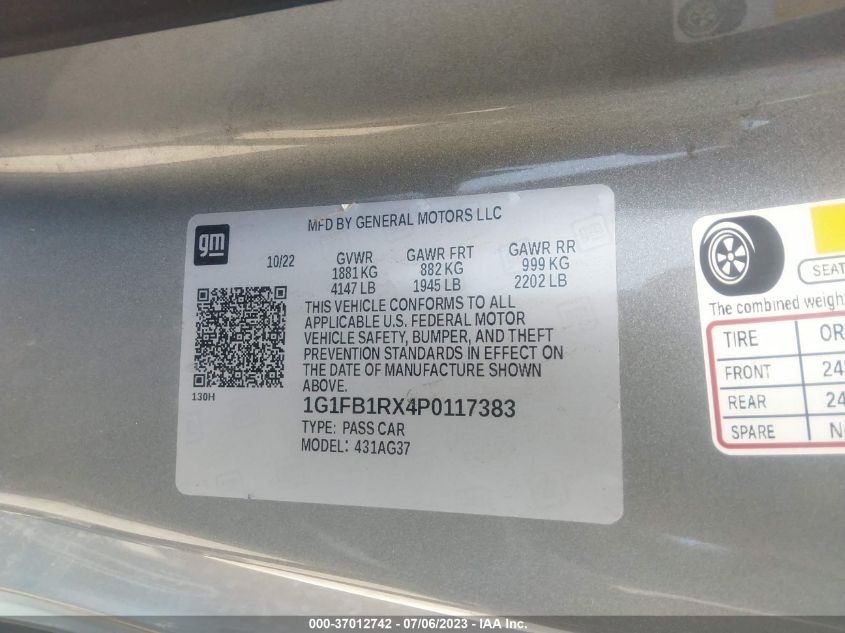 MFD BY GENERAL MOTORS LLC
gm
10/22 GVWR GAWR FRT GAWR RR
1881 KG 882 KG 999 KG
4147 LB 1945 LB 2202 LB
THIS VEHICLE CONFORMS TO ALL
APPLICABLE U.S. FEDERAL MOTOR
VEHICLE SAFETY, BUMPER, AND THEFT
PREVENTION STANDARDS IN EFFECT ON
THE DATE OF MANUFACTURE SHOWN
ABOVE.
130H
1G1FB1RX4P0117383
TYPE: PASS CAR
MODEL: 431AG37
SEAT
The combined weight
TIRE OR
FRONT 24
REAR 24
SPARE N
000-37012742 - 07/06/2023 - IAA Inc.